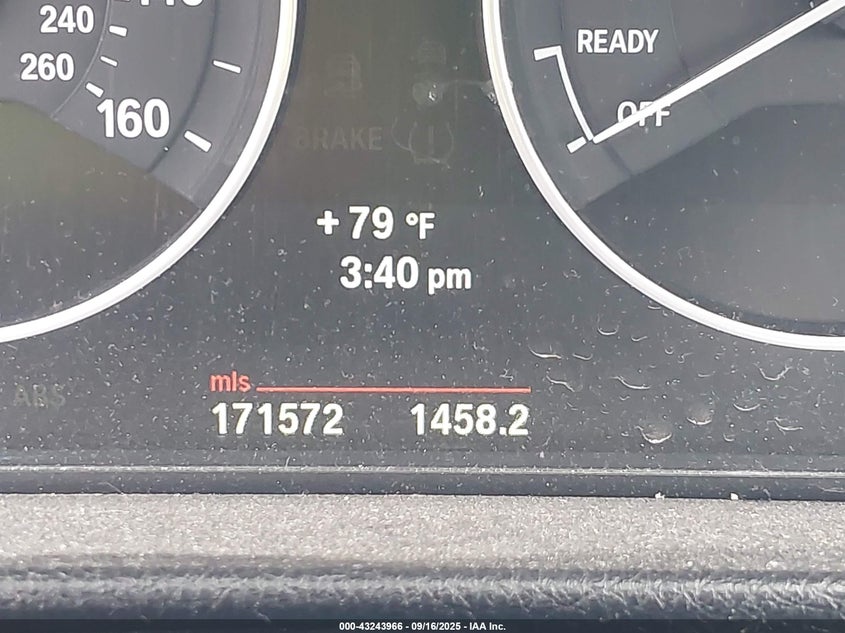 240
260
160
READY
OFF
BRAKE
+79 °F
3:40 pm
mls
171572 1458.2
ABS
000-43243966 - 09/16/2025 - IAA Inc.